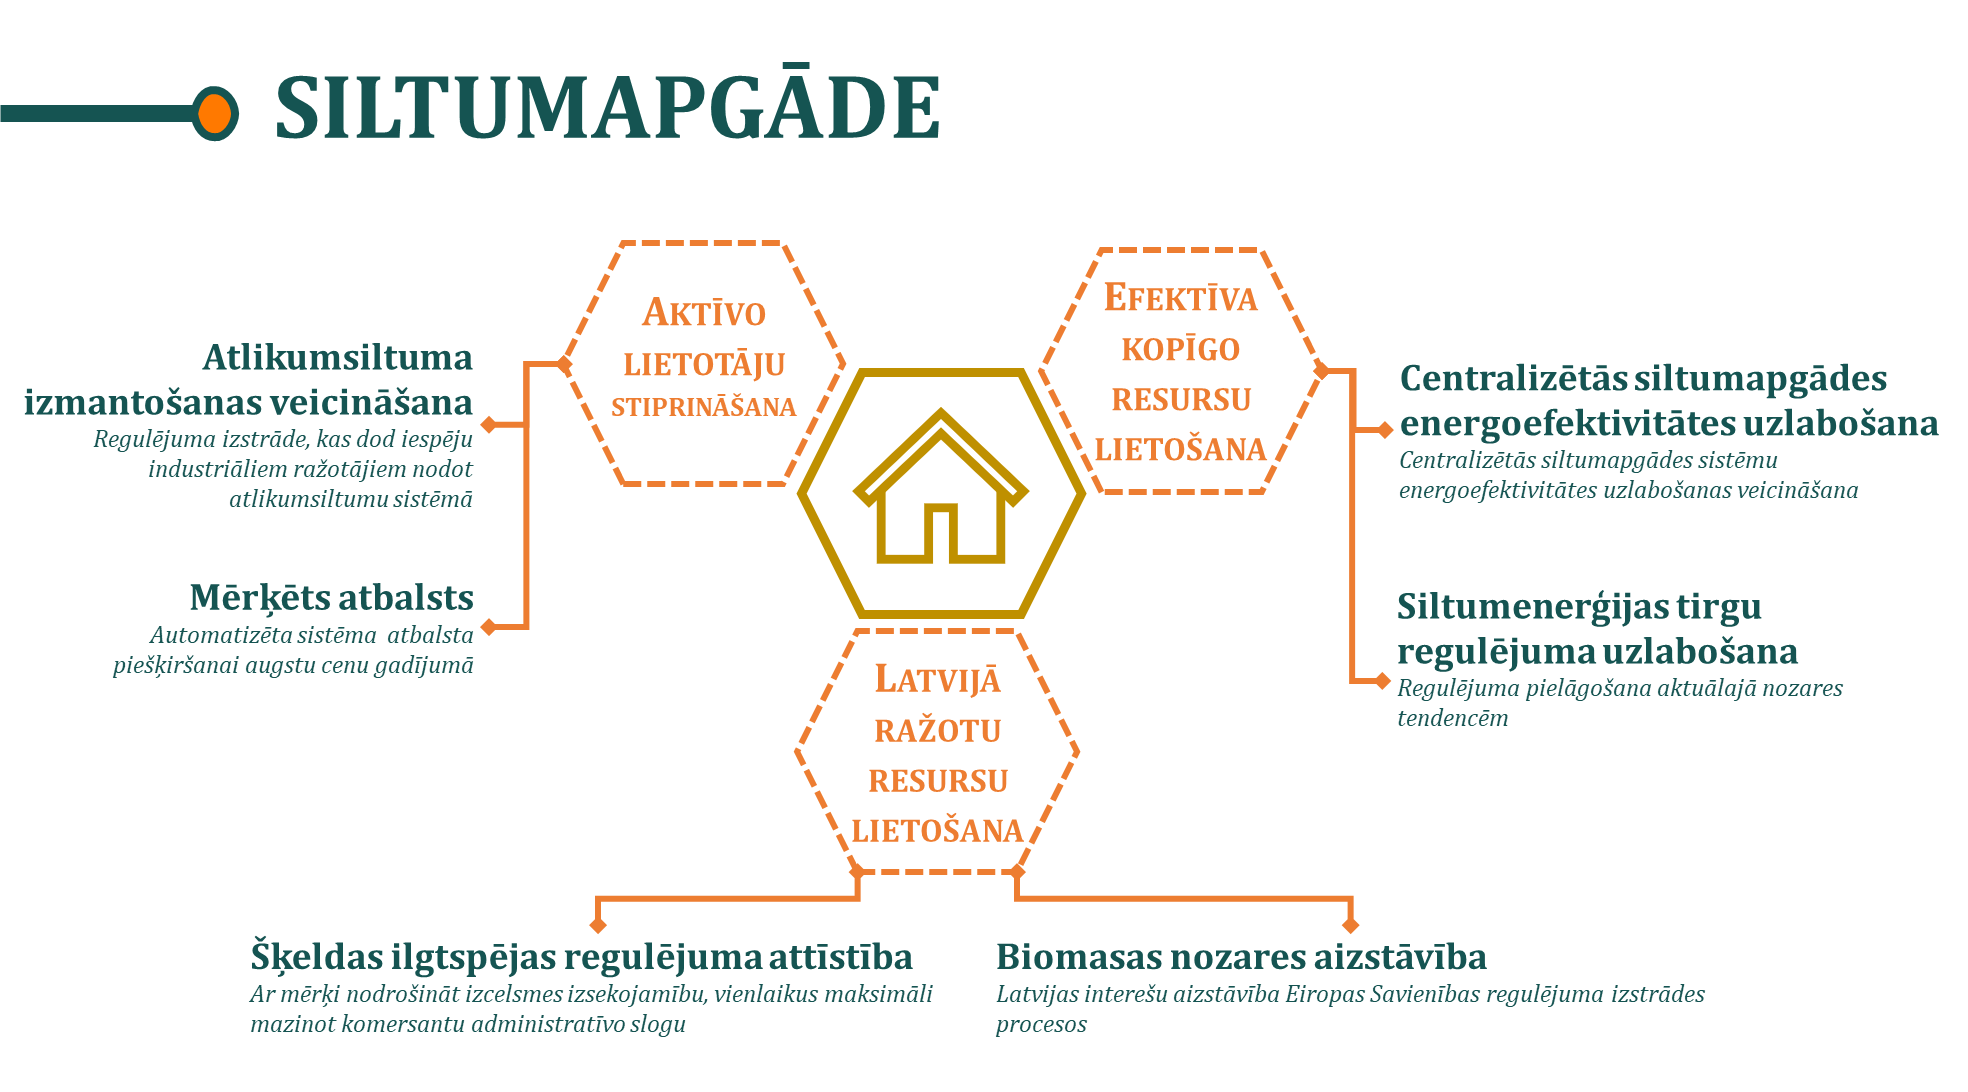 SILTUMAPGĀDE
AKTĪVO
LIETOTĀJU
STIPRINĀŠANA
EFEKTĪVA
KOPĪGO
RESURSU
LIETOŠANA
Atlikumsiltuma
izmantošanas veicināšana
Regulējuma izstrāde, kas dod iespēju
industriāliem ražotājiem nodot
atlikumsiltumu sistēmā
Mērķēts atbalsts
Automatizēta sistēma atbalsta
piešķiršanai augstu cenu gadījumā
Centralizētās siltumapgādes
energoefektivitātes uzlabošana
Centralizētās siltumapgādes sistēmu
energoefektivitātes uzlabošanas veicināšana
Siltumenerģijas tirgu
regulējuma uzlabošana
Regulējuma pielāgošana aktuālajā nozares
tendencēm
LATVIJĀ
RAŽOTU
RESURSU
LIETOŠANA
Šķeldas ilgtspējas regulējuma attīstība
Ar mērķi nodrošināt izcelsmes izsekojamību, vienlaikus maksimāli
mazinot komersantu administratīvo slogu
Biomasas nozares aizstāvība
Latvijas interešu aizstāvība Eiropas Savienības regulējuma izstrādes
procesos